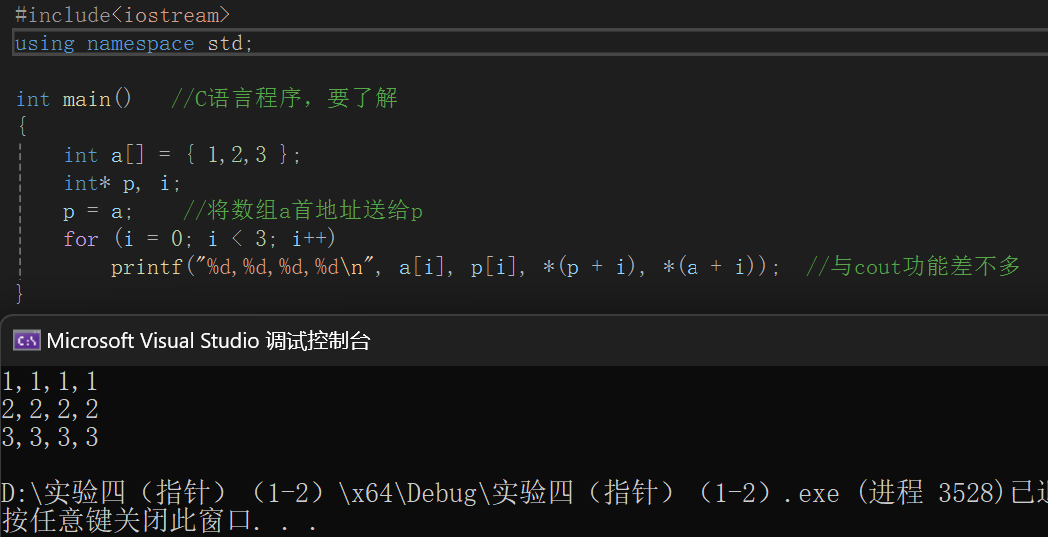 #include<iostream>
using namespace std;
int main()   //C语言程序，要了解
{
    int a[] = { 1,2,3 };
    int* p, i;
    p = a;    //将数组a首地址送给p
    for (i = 0; i < 3; i++)
        printf("%d,%d,%d,%d\n", a[i], p[i], *(p + i), *(a + i));  //与cout功能差不多
}
C:\ Microsoft Visual Studio 调试控制台
1,1,1,1
2,2,2,2
3,3,3,3
D:\实验四（指针）（1-2）\x64\Debug\实验四（指针）（1-2）.exe (进程 3528)已
按任意键关闭此窗口. . .